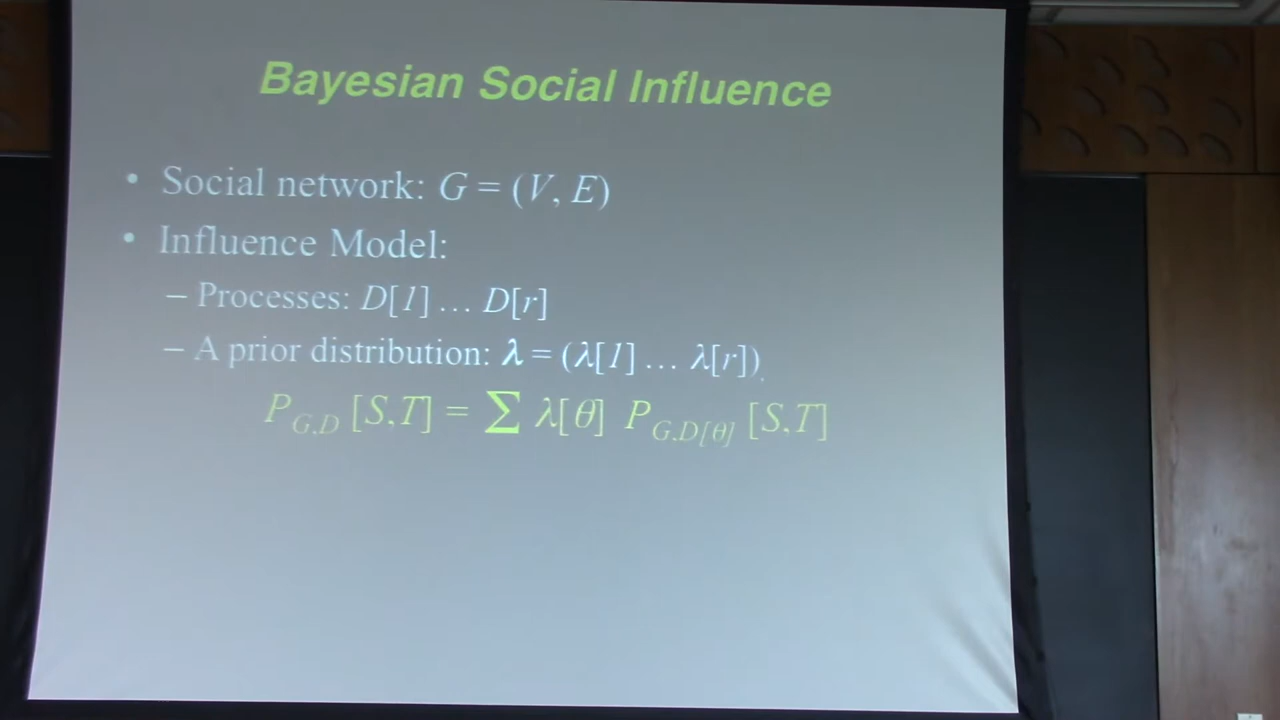 Bayesian Social Influence
• Social network: G = (V, E)
• Influence Model:
– Processes: D[1] … D[r]
– A prior distribution: λ = (λ[1] … λ[r]).
P_{G,D} [S,T] = ∑ λ[θ] P_{G,D[θ]} [S,T]